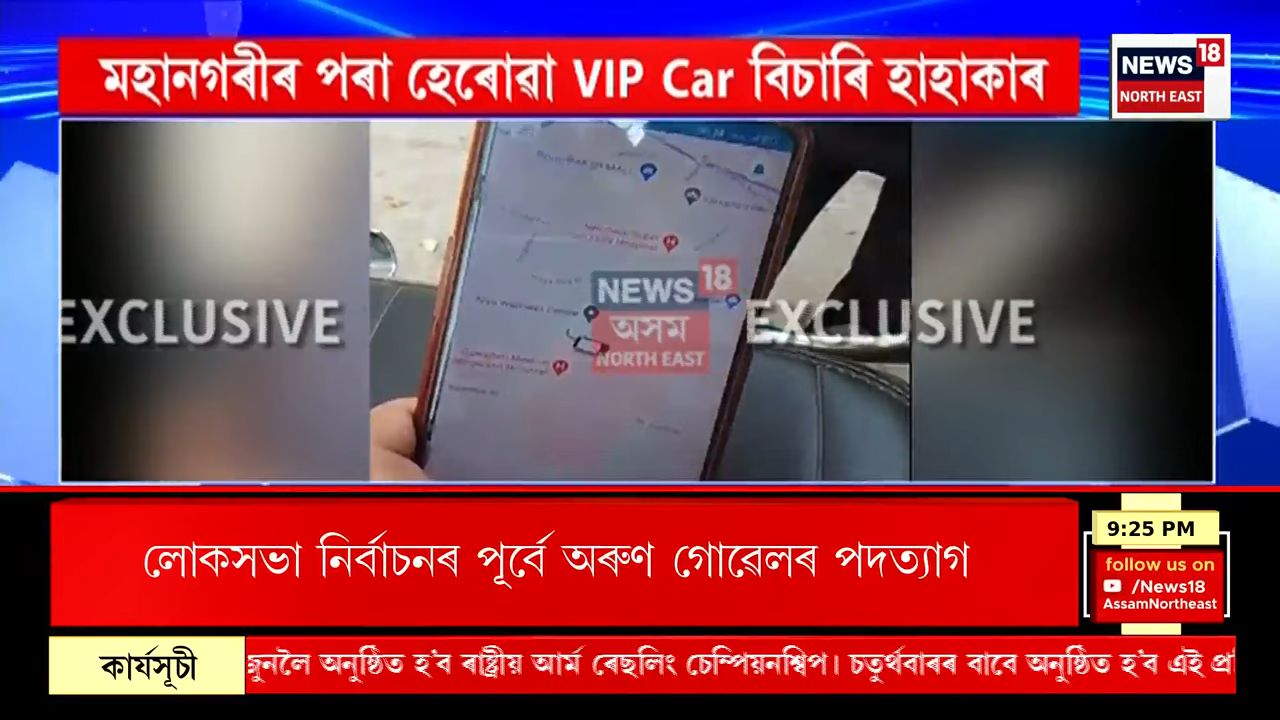 মহানগৰীৰ পৰা হেৰোৱা VIP Car বিচাৰি হাহাকাৰ
NEWS 18
NORTH EAST
EXCLUSIVE
NEWS 18
অসম
NORTH EAST
EXCLUSIVE
লোকসভা নিৰ্বাচনৰ পূৰ্বে অৰুণ গোৱেলৰ পদত্যাগ
9:25 PM
follow us on
/News18
AssamNortheast
কাৰ্যসূচী
অনুষ্ঠিত হ'ব ৰাষ্ট্ৰীয় আৰ্ম ৰেছলিং চেম্পিয়নশ্বিপ। চতুৰ্থবাৰৰ বাবে অনুষ্ঠিত হ'ব এই